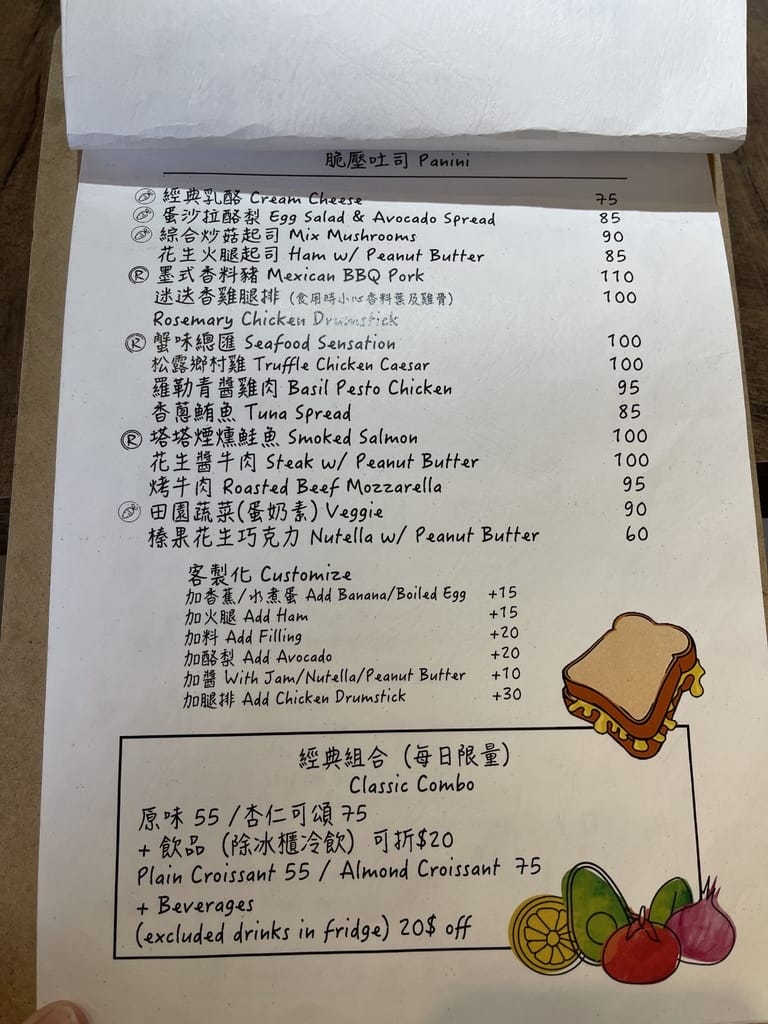 脆壓吐司 Panini
經典乳酪 Cream Cheese 75
蛋沙拉酪梨 Egg Salad & Avocado Spread 85
綜合炒菇起司 Mix Mushrooms 90
花生火腿起司 Ham w/ Peanut Butter 85
Ⓡ 墨式香料豬 Mexican BBQ Pork 110
迷迭香雞腿排 (食用時小心香料葉及雞骨) 100
Rosemary Chicken Drumstick
Ⓡ 蟹味總匯 Seafood Sensation 100
松露鄉村雞 Truffle Chicken Caesar 100
羅勒青醬雞肉 Basil Pesto Chicken 95
香蔥鮪魚 Tuna Spread 85
Ⓡ 塔塔煙燻鮭魚 Smoked Salmon 100
花生醬牛肉 Steak w/ Peanut Butter 100
烤牛肉 Roasted Beef Mozzarella 95
田園蔬菜(蛋奶素) Veggie 90
榛果花生巧克力 Nutella w/ Peanut Butter 60
客製化 Customize
加香蕉/水煮蛋 Add Banana/Boiled Egg +15
加火腿 Add Ham +15
加料 Add Filling +20
加酪梨 Add Avocado +20
加醬 With Jam/Nutella/Peanut Butter +10
加腿排 Add Chicken Drumstick +30
經典組合 (每日限量)
Classic Combo
原味 55 /杏仁可頌 75
+ 飲品 (除冰櫃冷飲) 可折$20
Plain Croissant 55 / Almond Croissant 75
+ Beverages
(excluded drinks in fridge) 20$ off